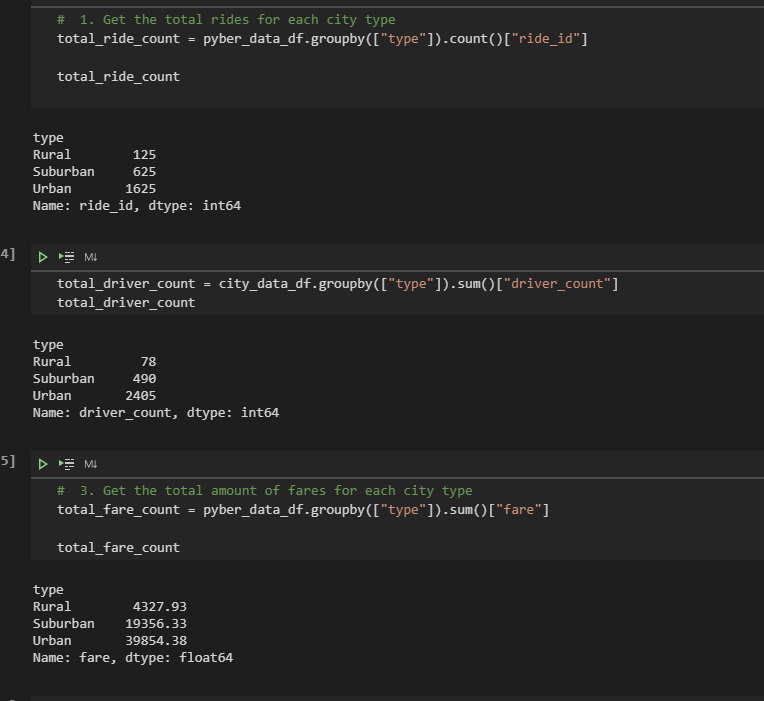 #  1. Get the total rides for each city type
total_ride_count = pyber_data_df.groupby(["type"]).count()["ride_id"]
total_ride_count
type
Rural        125
Suburban     625
Urban       1625
Name: ride_id, dtype: int64
4]
M↓
total_driver_count = city_data_df.groupby(["type"]).sum()["driver_count"]
total_driver_count
type
Rural         78
Suburban     490
Urban       2405
Name: driver_count, dtype: int64
5]
M↓
#  3. Get the total amount of fares for each city type
total_fare_count = pyber_data_df.groupby(["type"]).sum()["fare"]
total_fare_count
type
Rural        4327.93
Suburban    19356.33
Urban       39854.38
Name: fare, dtype: float64